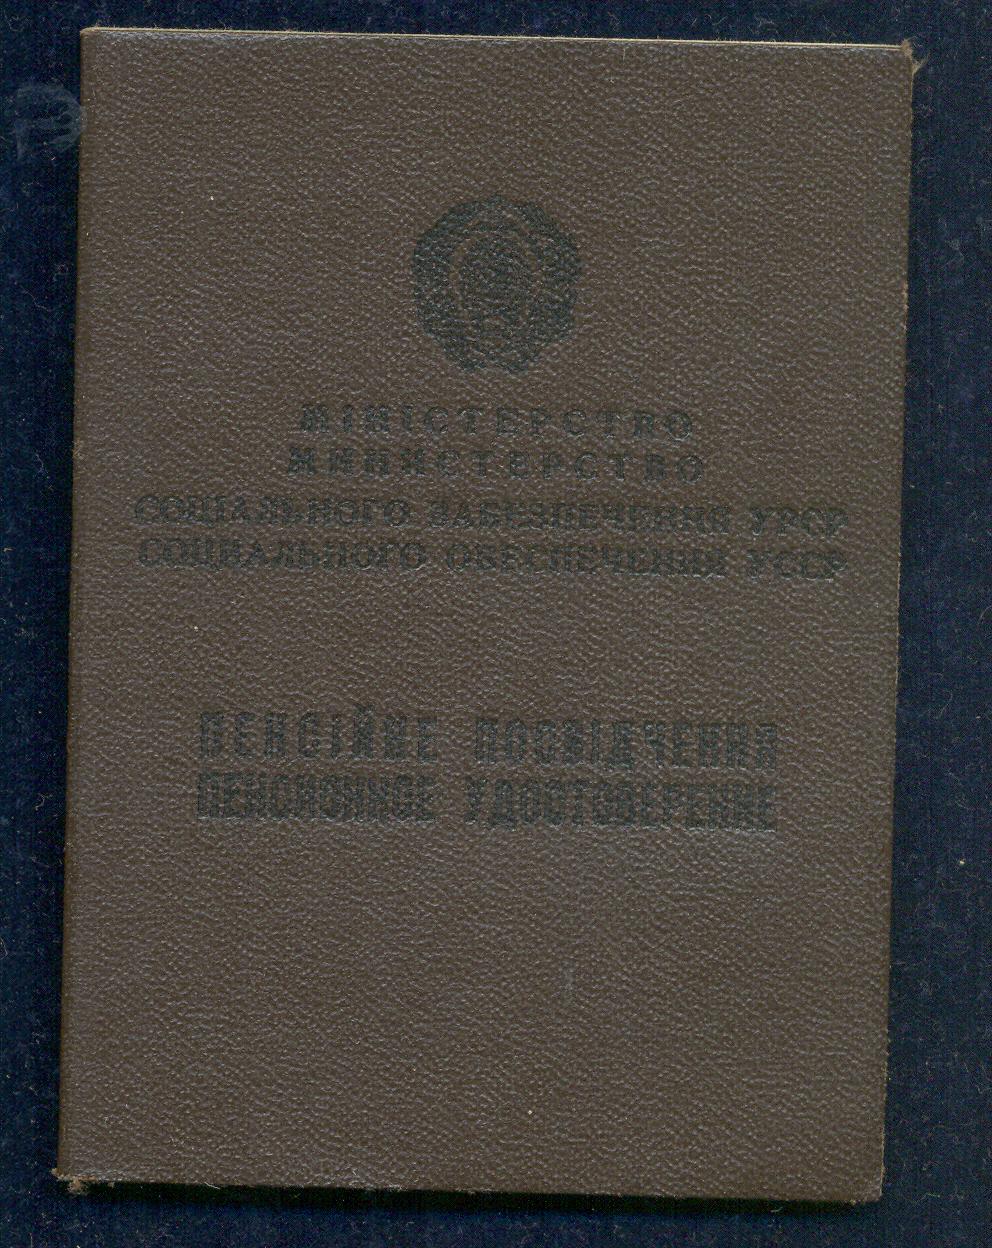 МІНІСТЕРСТВО
МИНИСТЕРСТВО
СОЦІАЛЬНОГО ЗАБЕЗПЕЧЕННЯ УРСР
СОЦИАЛЬНОГО ОБЕСПЕЧЕНИЯ УССР
ПЕНСІЙНЕ ПОСВІДЧЕННЯ
ПЕНСИОННОЕ УДОСТОВЕРЕНИЕ